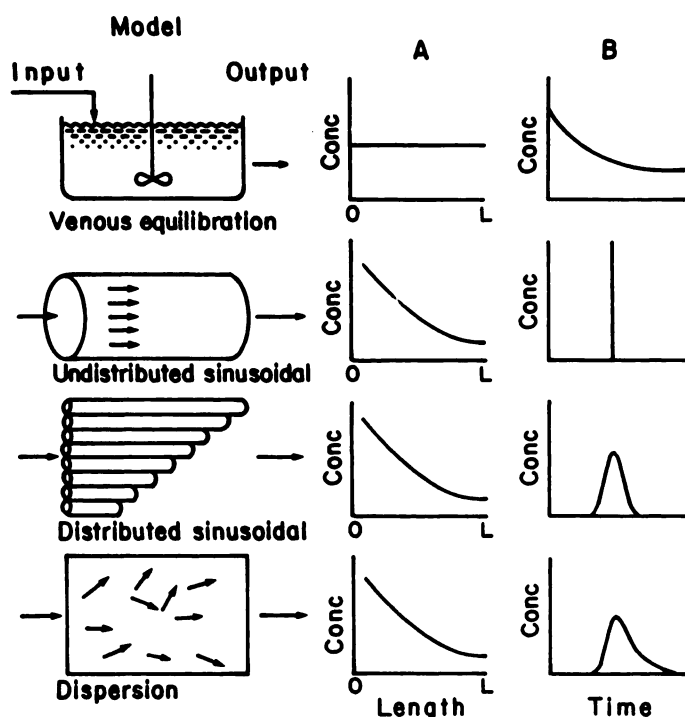 Model
A
B
Input
Output
Conc
O
L
Conc
Venous equilibration
Conc
O
L
Conc
Undistributed sinusoidal
Conc
O
L
Conc
Distributed sinusoidal
Conc
O
L
Conc
Dispersion
Length
Time